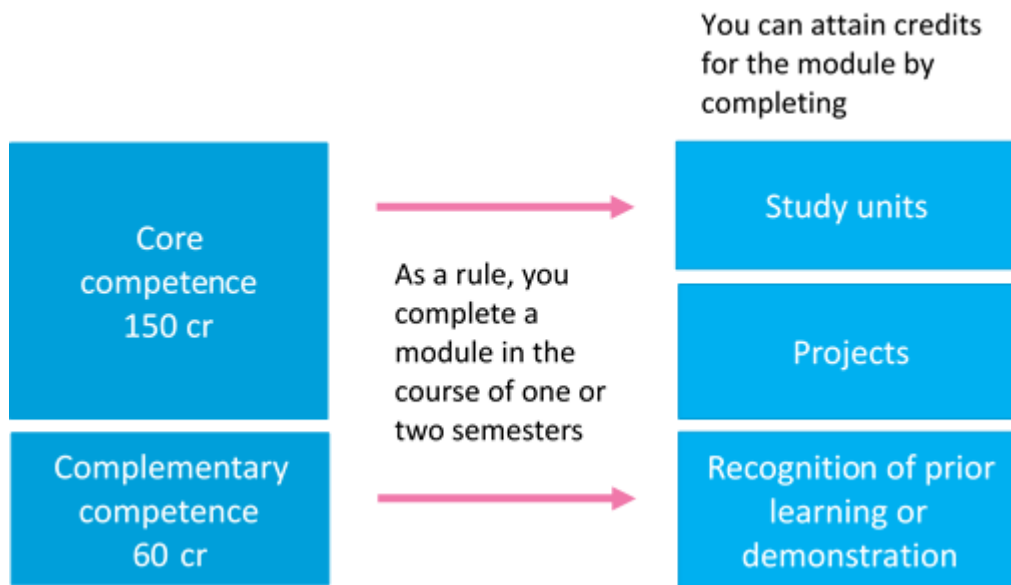 You can attain credits
for the module by
completing
Core
competence
150 cr
Complementary
competence
60 cr
As a rule, you
complete a
module in the
course of one or
two semesters
Study units
Projects
Recognition of prior
learning or
demonstration